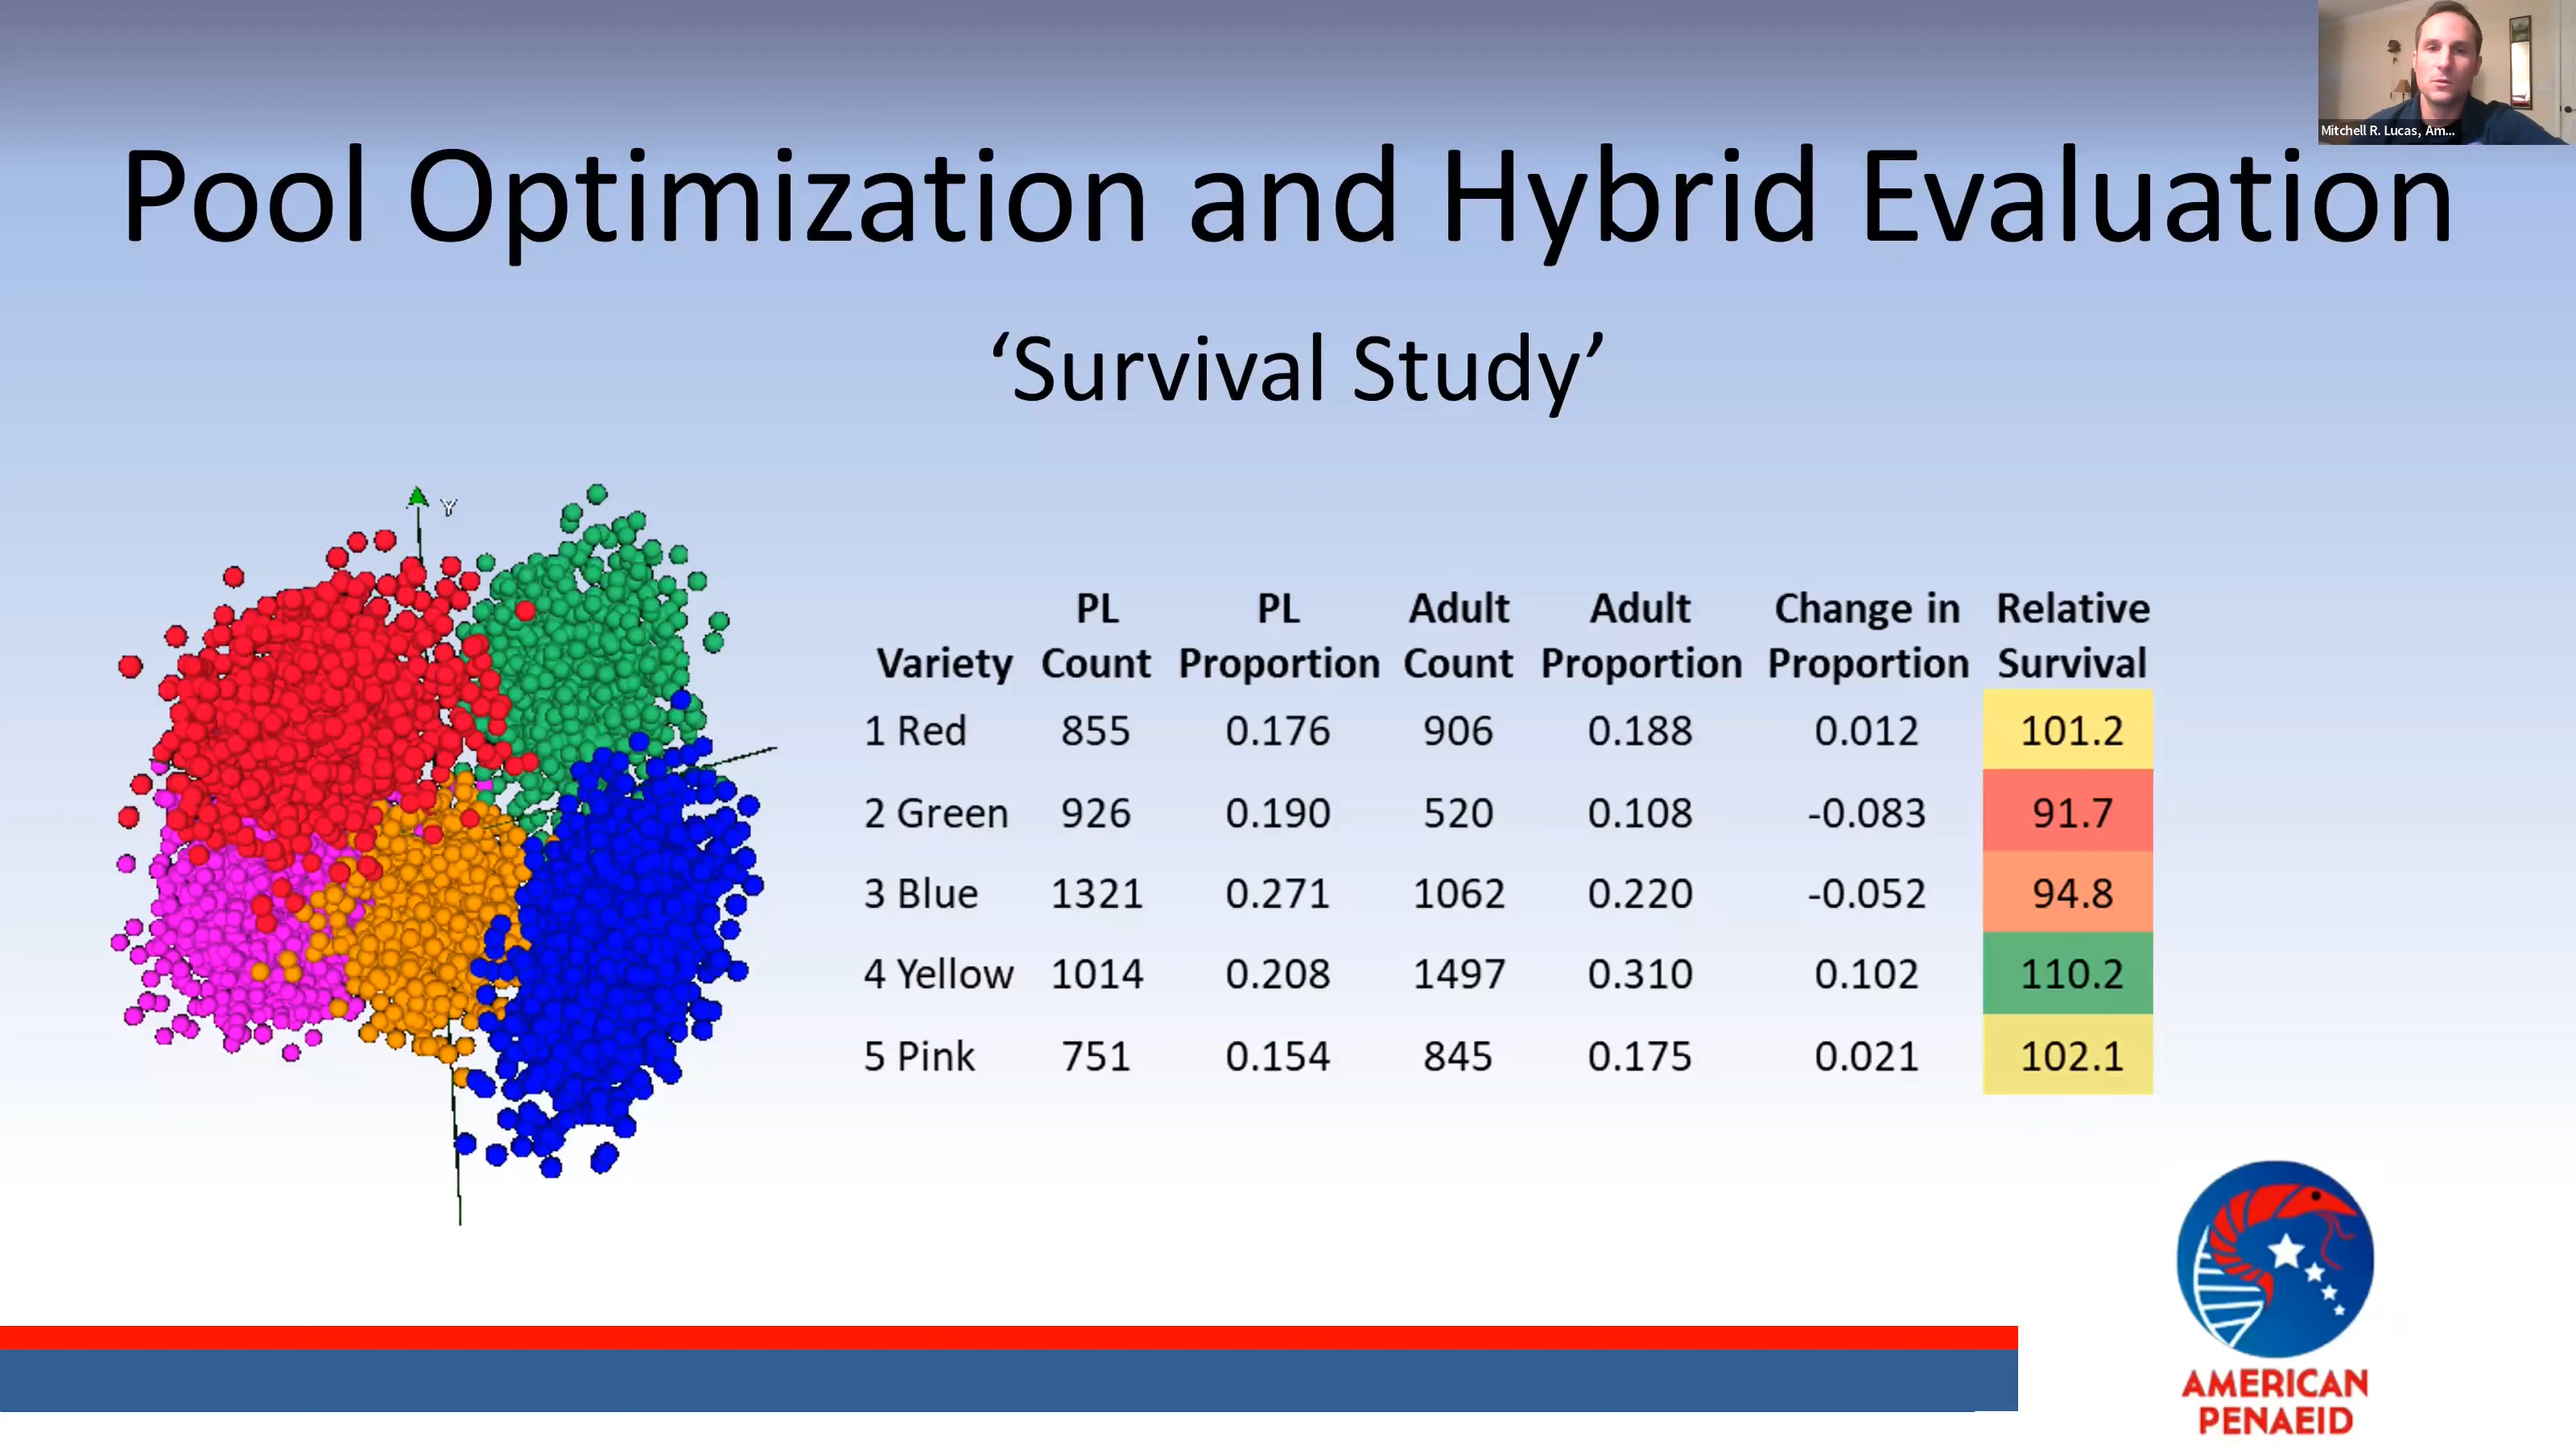 Mitchell R. Lucas, Am...
Pool Optimization and Hybrid Evaluation
‘Survival Study’
Y
Variety PL Count PL Proportion Adult Count Adult Proportion Change in Proportion Relative Survival
1 Red 855 0.176 906 0.188 0.012 101.2
2 Green 926 0.190 520 0.108 -0.083 91.7
3 Blue 1321 0.271 1062 0.220 -0.052 94.8
4 Yellow 1014 0.208 1497 0.310 0.102 110.2
5 Pink 751 0.154 845 0.175 0.021 102.1
AMERICAN
PENAEID